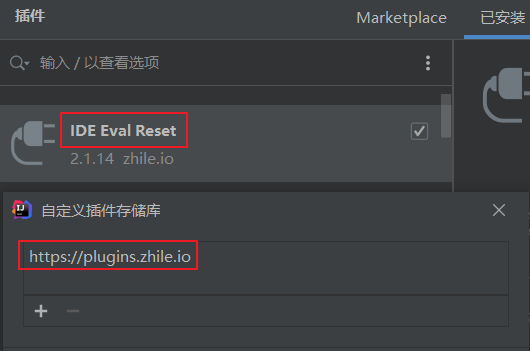 插件
Marketplace
已安装
输入 / 以查看选项
IDE Eval Reset
2.1.14 zhile.io
自定义插件存储库
https://plugins.zhile.io